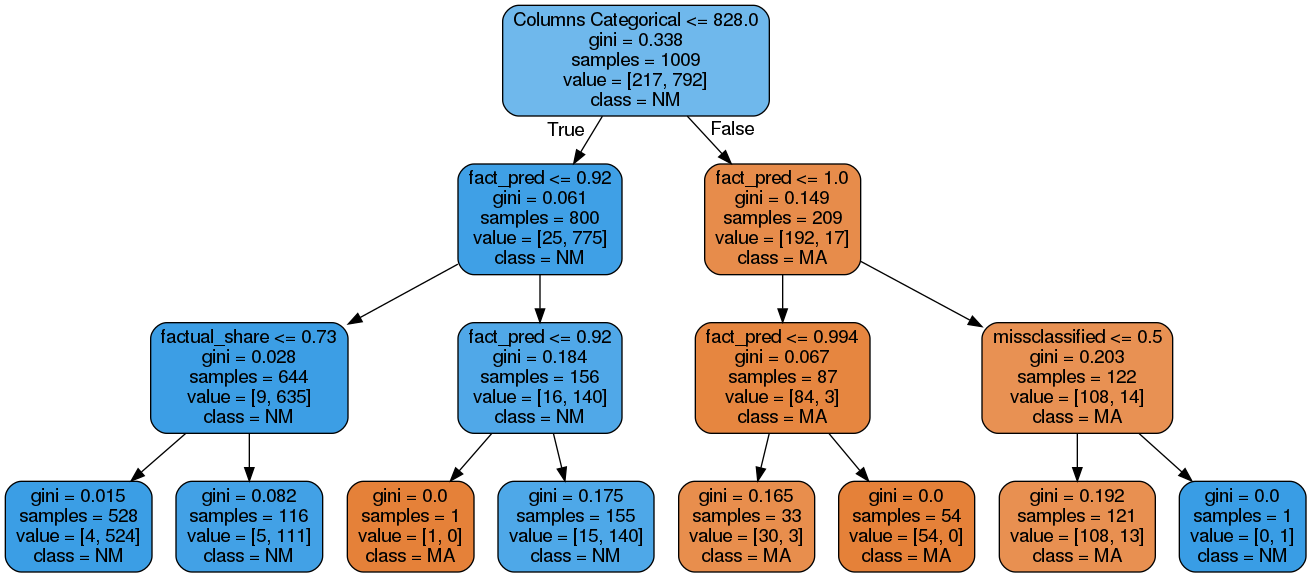 Columns Categorical <= 828.0
gini = 0.338
samples = 1009
value = [217, 792]
class = NM
True
False
fact_pred <= 0.92
gini = 0.061
samples = 800
value = [25, 775]
class = NM
fact_pred <= 1.0
gini = 0.149
samples = 209
value = [192, 17]
class = MA
factual_share <= 0.73
gini = 0.028
samples = 644
value = [9, 635]
class = NM
fact_pred <= 0.92
gini = 0.184
samples = 156
value = [16, 140]
class = NM
fact_pred <= 0.994
gini = 0.067
samples = 87
value = [84, 3]
class = MA
missclassified <= 0.5
gini = 0.203
samples = 122
value = [108, 14]
class = MA
gini = 0.015
samples = 528
value = [4, 524]
class = NM
gini = 0.082
samples = 116
value = [5, 111]
class = NM
gini = 0.0
samples = 1
value = [1, 0]
class = MA
gini = 0.175
samples = 155
value = [15, 140]
class = NM
gini = 0.165
samples = 33
value = [30, 3]
class = MA
gini = 0.0
samples = 54
value = [54, 0]
class = MA
gini = 0.192
samples = 121
value = [108, 13]
class = MA
gini = 0.0
samples = 1
value = [0, 1]
class = NM